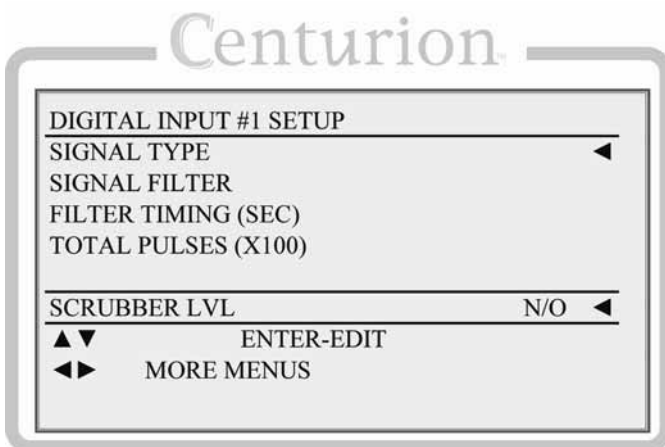 Centurion™
DIGITAL INPUT #1 SETUP
SIGNAL TYPE ◀
SIGNAL FILTER
FILTER TIMING (SEC)
TOTAL PULSES (X100)
SCRUBBER LVL N/O ◀
▲▼ ENTER-EDIT
◀▶ MORE MENUS